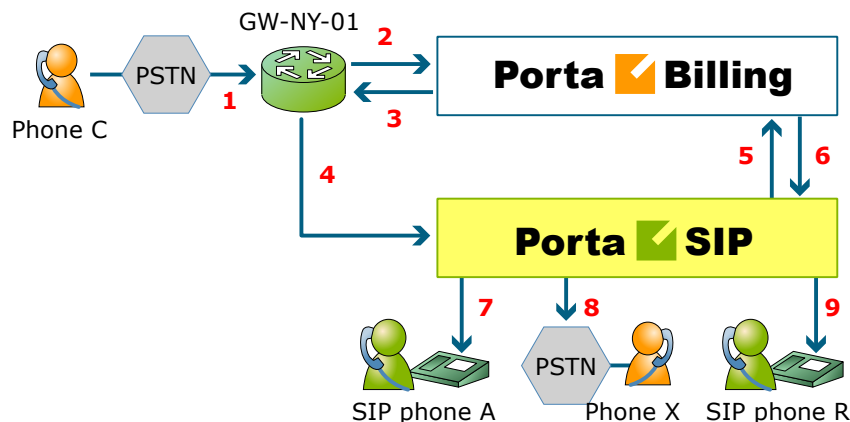 GW-NY-01
2
PSTN
Porta Billing
1
3
Phone C
4
5
6
Porta SIP
7
8
9
PSTN
SIP phone A
Phone X
SIP phone R